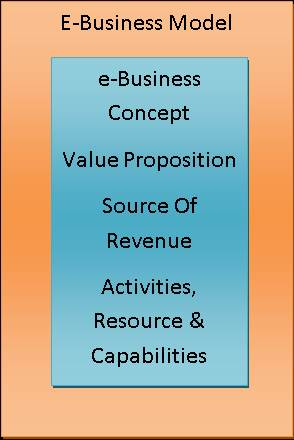 E-Business Model
e-Business
Concept
Value Proposition
Source Of
Revenue
Activities,
Resource &
Capabilities